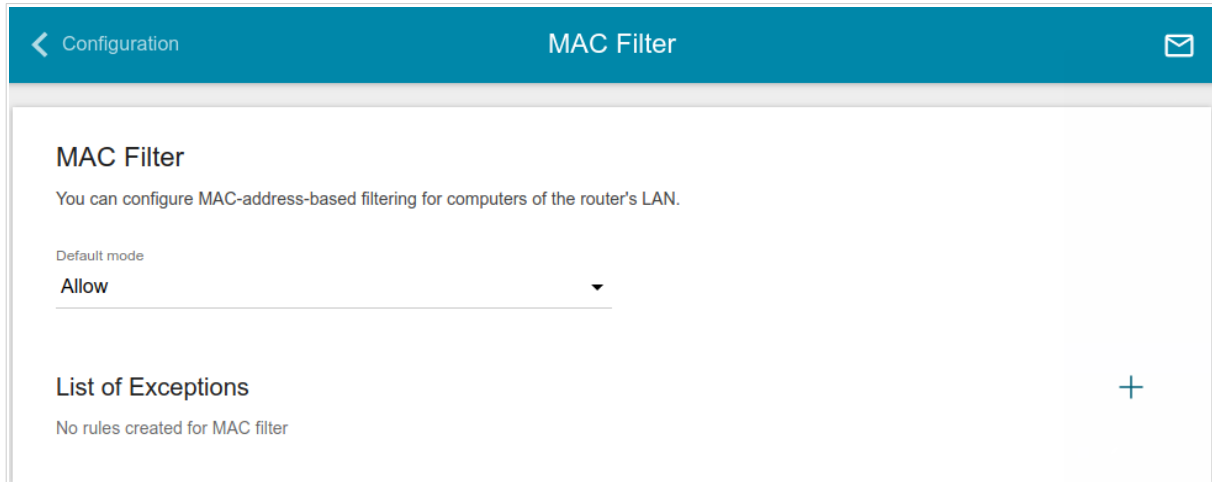 Configuration
MAC Filter
MAC Filter
You can configure MAC-address-based filtering for computers of the router's LAN.
Default mode
Allow
List of Exceptions
No rules created for MAC filter